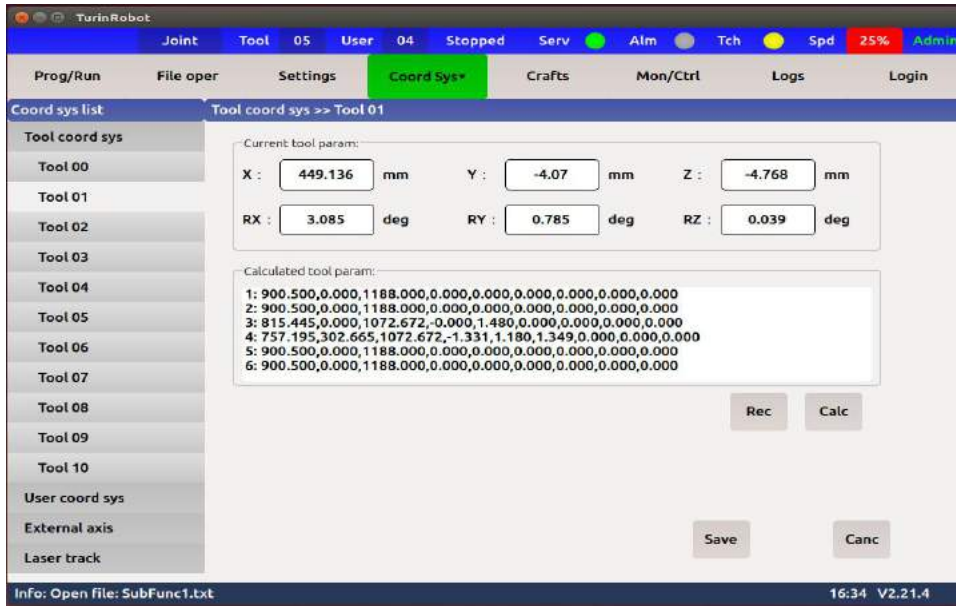 TurinRobot
Joint Tool 05 User 04 Stopped Serv Alm Tch Spd 25% Admin
Prog/Run File oper Settings Coord Sys Crafts Mon/Ctrl Logs Login
Coord sys list Tool coord sys >> Tool 01
Tool coord sys
Tool 00
Tool 01
Tool 02
Tool 03
Tool 04
Tool 05
Tool 06
Tool 07
Tool 08
Tool 09
Tool 10
User coord sys
External axis
Laser track
Current tool param:
X : 449.136 mm Y : -4.07 mm Z : -4.768 mm
RX : 3.085 deg RY : 0.785 deg RZ : 0.039 deg
Calculated tool param:
1: 900.500,0.000,1188.000,0.000,0.000,0.000,0.000,0.000,0.000
2: 900.500,0.000,1188.000,0.000,0.000,0.000,0.000,0.000,0.000
3: 815.445,0.000,1072.672,-0.000,1.480,0.000,0.000,0.000,0.000
4: 757.195,302.665,1072.672,-1.331,1.180,1.349,0.000,0.000,0.000
5: 900.500,0.000,1188.000,0.000,0.000,0.000,0.000,0.000,0.000
6: 900.500,0.000,1188.000,0.000,0.000,0.000,0.000,0.000,0.000
Rec Calc
Save Canc
Info: Open file: SubFunc1.txt 16:34 V2.21.4